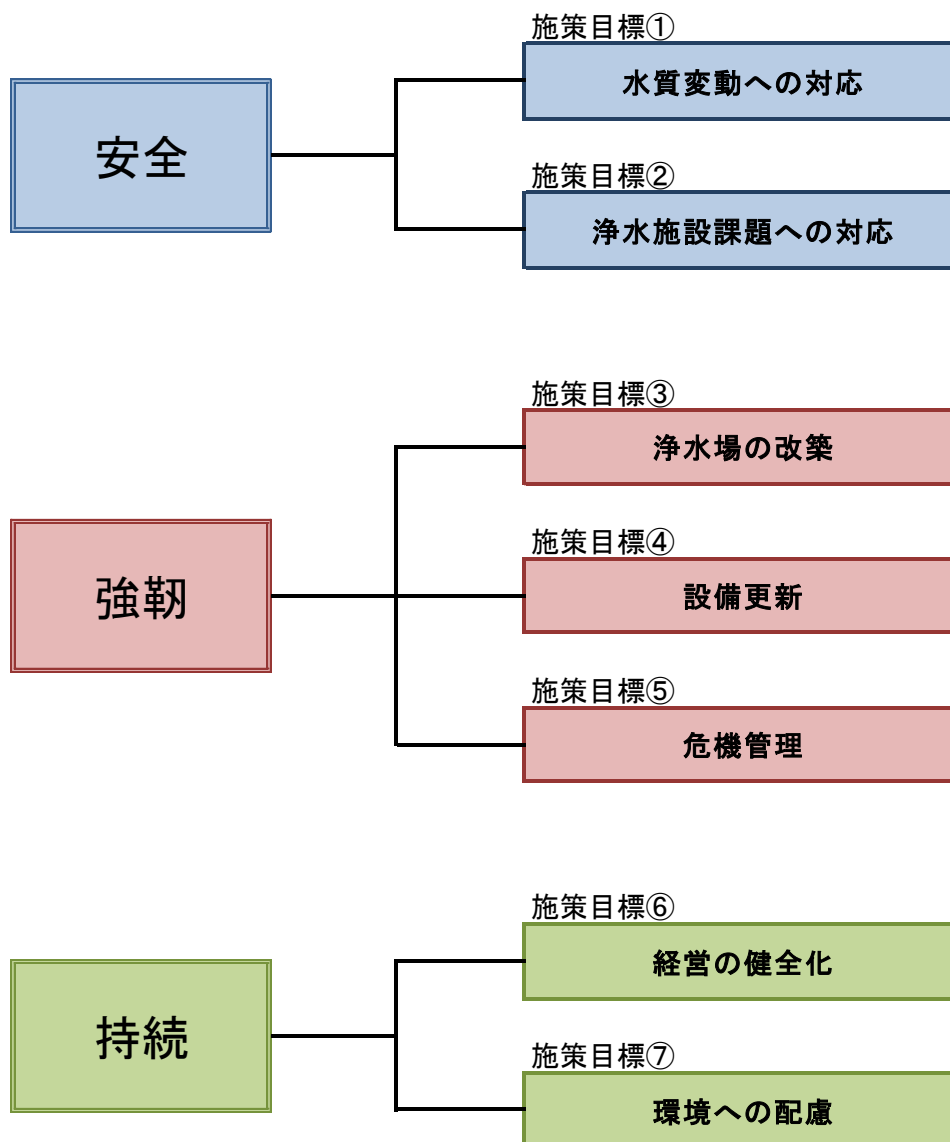 安全
施策目標①
水質変動への対応
施策目標②
浄水施設課題への対応
強靭
施策目標③
浄水場の改築
施策目標④
設備更新
施策目標⑤
危機管理
持続
施策目標⑥
経営の健全化
施策目標⑦
環境への配慮